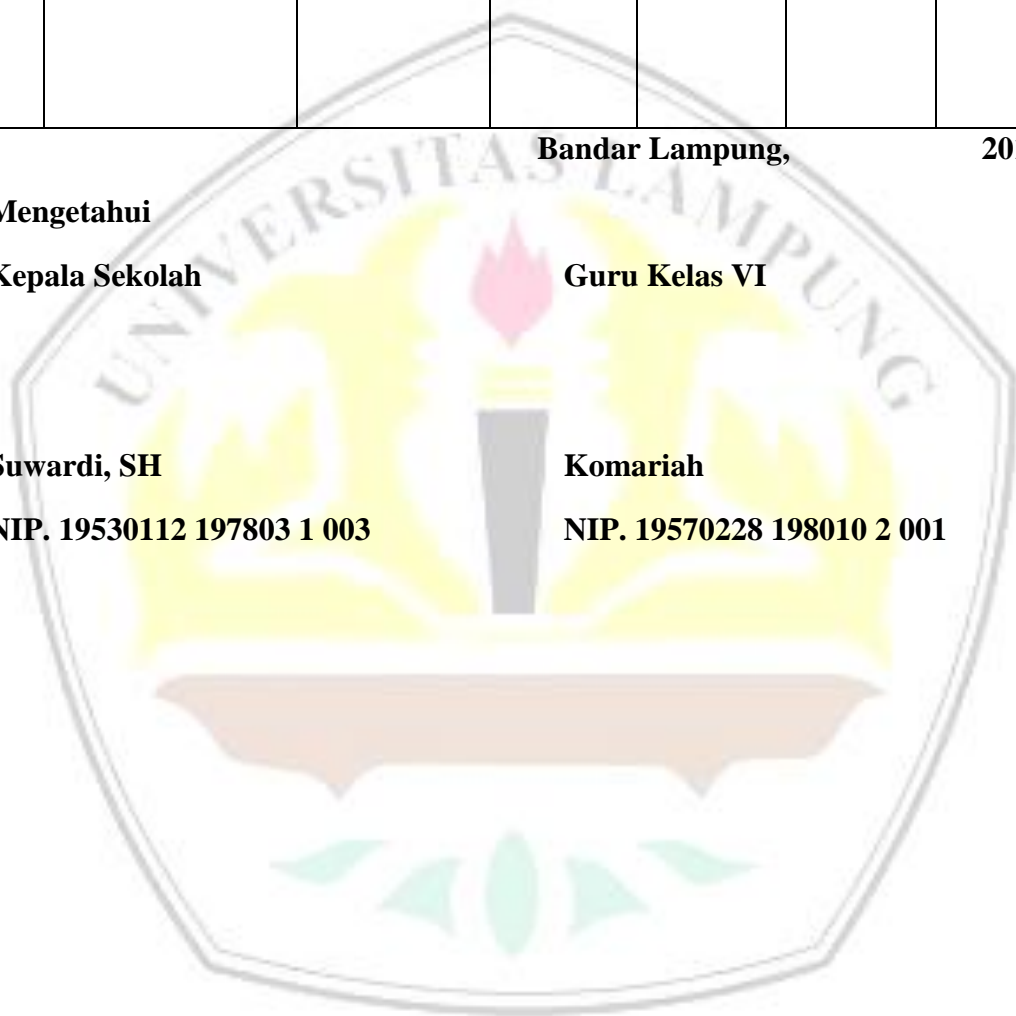 Bandar Lampung, 20
Mengetahui
Kepala Sekolah Guru Kelas VI
Suwardi, SH Komariah
NIP. 19530112 197803 1 003 NIP. 19570228 198010 2 001
UNIVERSITAS LAMPUNG